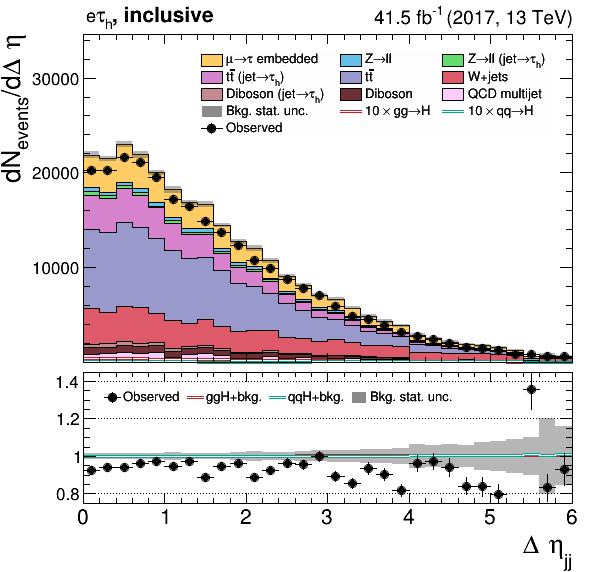 eτh, inclusive
41.5 fb⁻¹ (2017, 13 TeV)
dNevents/dΔ η
μ→τ embedded
Z→ll
Z→ll (jet→τh)
tt̄ (jet→τh)
tt̄
W+jets
Diboson (jet→τh)
Diboson
QCD multijet
Bkg. stat. unc.
10 × gg→H
10 × qq→H
Observed
20000
10000
Observed
ggH+bkg.
qqH+bkg.
Bkg. stat. unc.
1.4
1.2
1
0.8
0 1 2 3 4 5 6
Δ ηjj